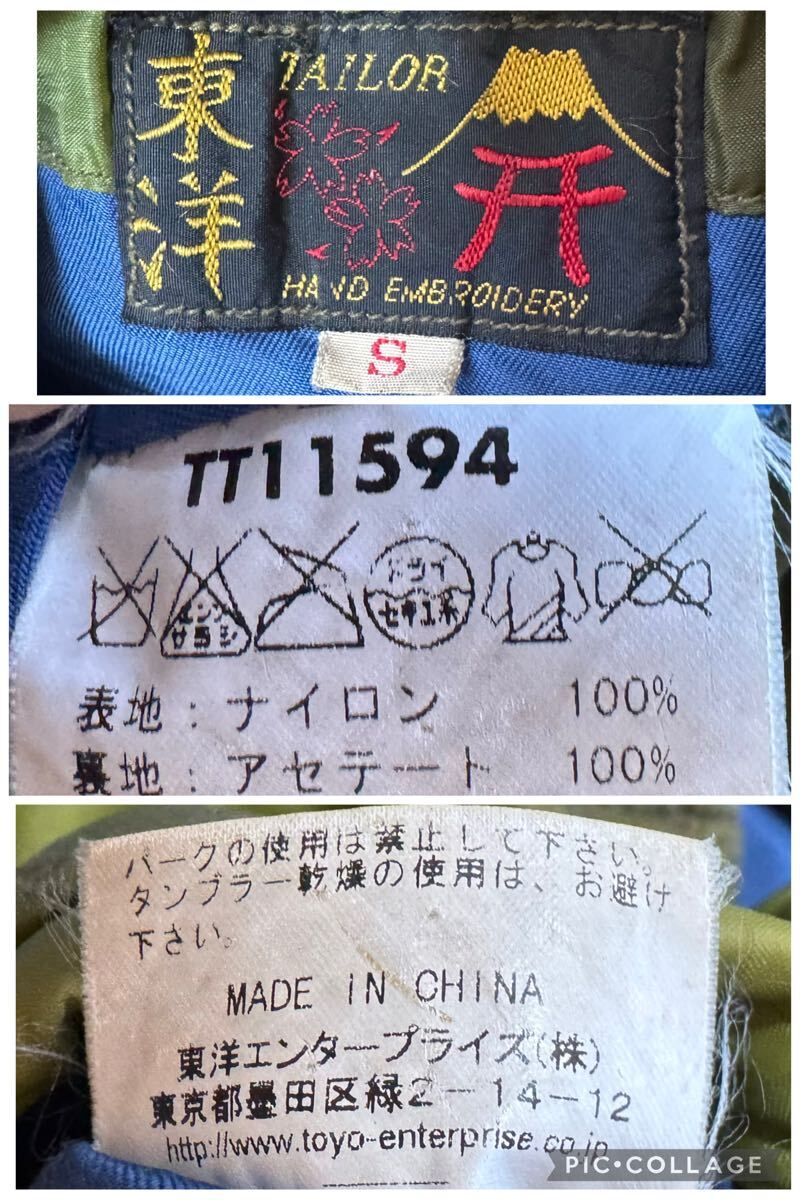 東洋
TAILOR
HAND EMBROIDERY
S
TT11594
エンソ
サラシ
ドライ
セキユ系
表地：ナイロン 100%
裏地：アセテート 100%
パークの使用は禁止して下さい。
タンブラー乾燥の使用は、お避け
下さい。
MADE IN CHINA
東洋エンタープライズ(株)
東京都墨田区緑2－14－12
http://www.toyo-enterprise.co.jp
PIC•COLLAGE